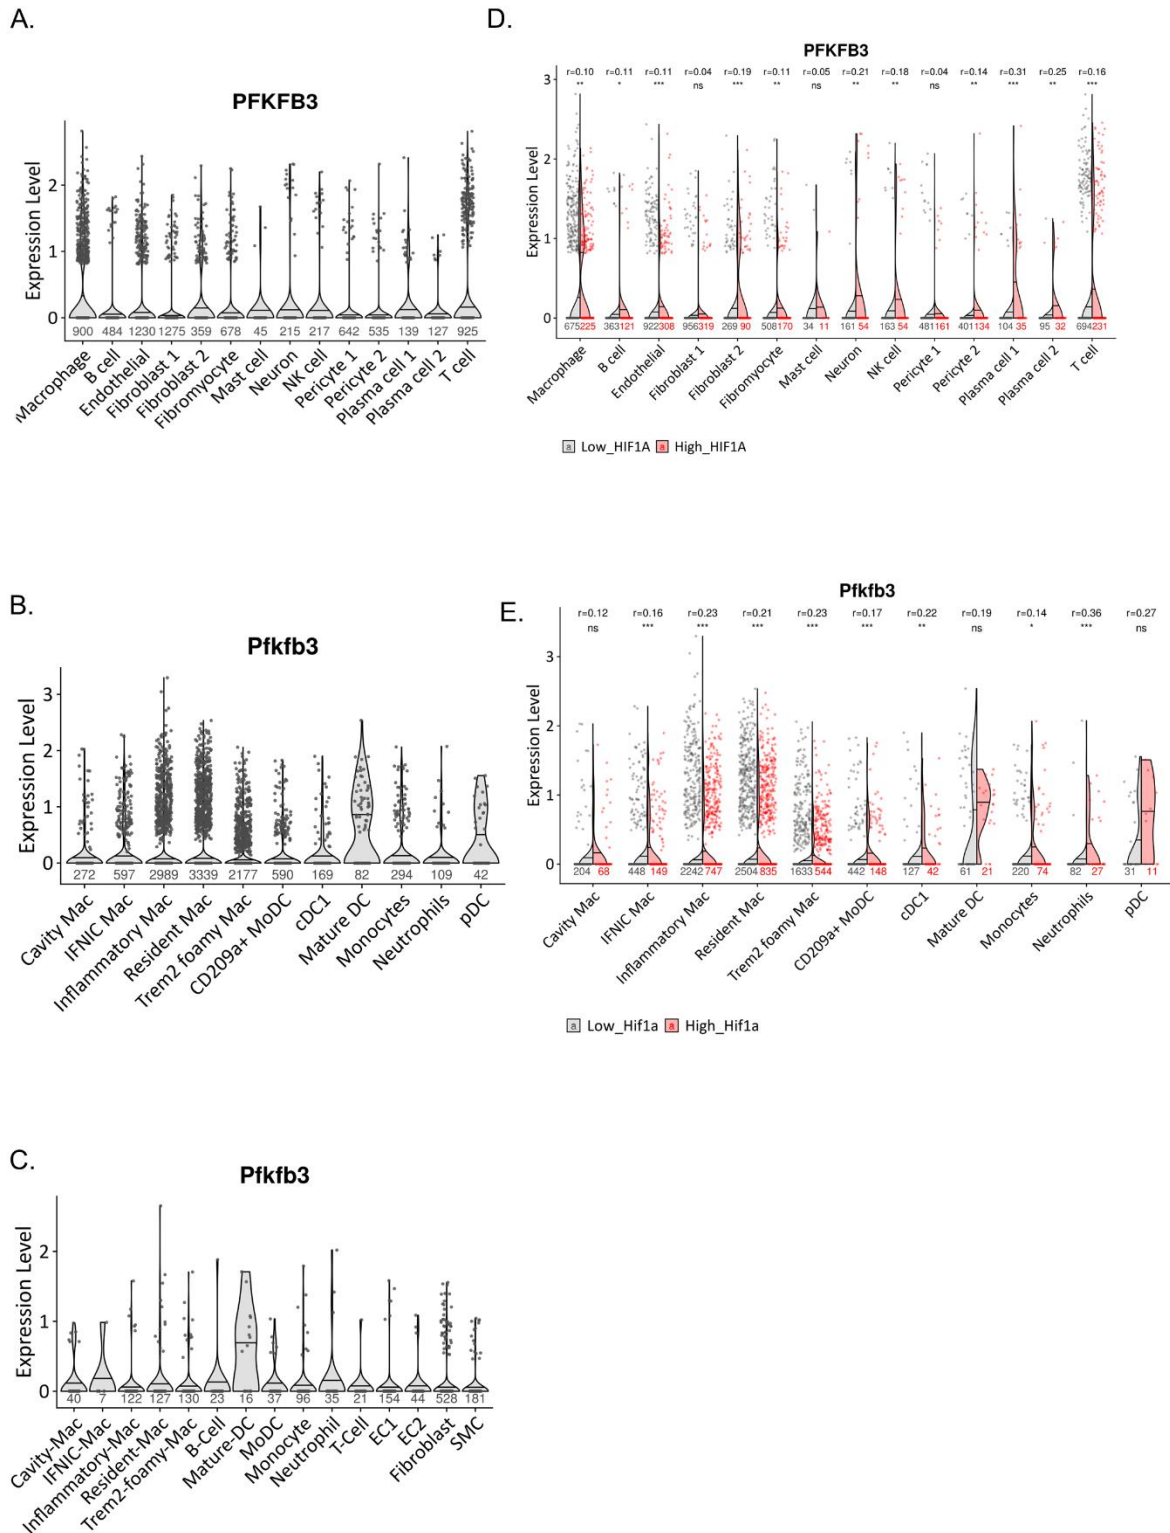 A.
PFKFB3
Expression Level
2
1
0
900 484 1230 1275 359 678 45 215 217 642 535 139 127 925
Macrophage
B cell
Endothelial
Fibroblast 1
Fibroblast 2
Fibromyocyte
Mast cell
Neuron
NK cell
Pericyte 1
Pericyte 2
Plasma cell 1
Plasma cell 2
T cell
D.
PFKFB3
r=0.10 r=0.11 r=0.11 r=0.04 r=0.19 r=0.11 r=0.05 r=0.21 r=0.18 r=0.04 r=0.14 r=0.31 r=0.25 r=0.16
** * *** ns *** ** ns ** ** ns ** *** ** ***
Expression Level
3
2
1
0
675 225 363 121 922 308 956 319 269 90 508 170 34 11 161 54 163 54 481 161 401 134 104 35 95 32 694 231
Macrophage
B cell
Endothelial
Fibroblast 1
Fibroblast 2
Fibromyocyte
Mast cell
Neuron
NK cell
Pericyte 1
Pericyte 2
Plasma cell 1
Plasma cell 2
T cell
a Low_HIF1A a High_HIF1A
B.
Pfkfb3
Expression Level
3
2
1
0
272 597 2989 3339 2177 590 169 82 294 109 42
Cavity Mac
IFNIC Mac
Inflammatory Mac
Resident Mac
Trem2 foamy Mac
CD209a+ MoDC
cDC1
Mature DC
Monocytes
Neutrophils
pDC
E.
Pfkfb3
r=0.12 r=0.16 r=0.23 r=0.21 r=0.23 r=0.17 r=0.22 r=0.19 r=0.14 r=0.36 r=0.27
ns *** *** *** *** *** ** ns * *** ns
Expression Level
3
2
1
0
204 68 448 149 2242 747 2504 835 1633 544 442 148 127 42 61 21 220 74 82 27 31 11
Cavity Mac
IFNIC Mac
Inflammatory Mac
Resident Mac
Trem2 foamy Mac
CD209a+ MoDC
cDC1
Mature DC
Monocytes
Neutrophils
pDC
a Low_Hif1a a High_Hif1a
C.
Pfkfb3
Expression Level
2
1
0
40 7 122 127 130 23 16 37 96 35 21 154 44 528 181
Cavity-Mac
IFNIC-Mac
Inflammatory-Mac
Resident-Mac
Trem2-foamy-Mac
B-Cell
Mature-DC
MoDC
Monocyte
Neutrophil
T-Cell
EC1
EC2
Fibroblast
SMC